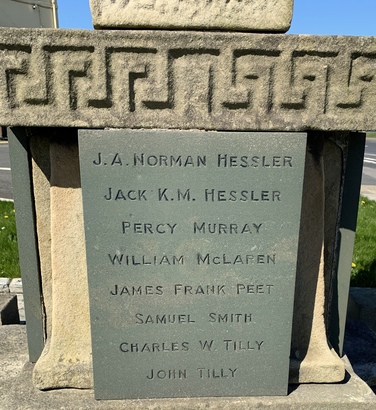 J.A. NORMAN HESSLER
JACK K.M. HESSLER
PERCY MURRAY
WILLIAM MCLAREN
JAMES FRANK PEET
SAMUEL SMITH
CHARLES W TILLY
JOHN TILLY